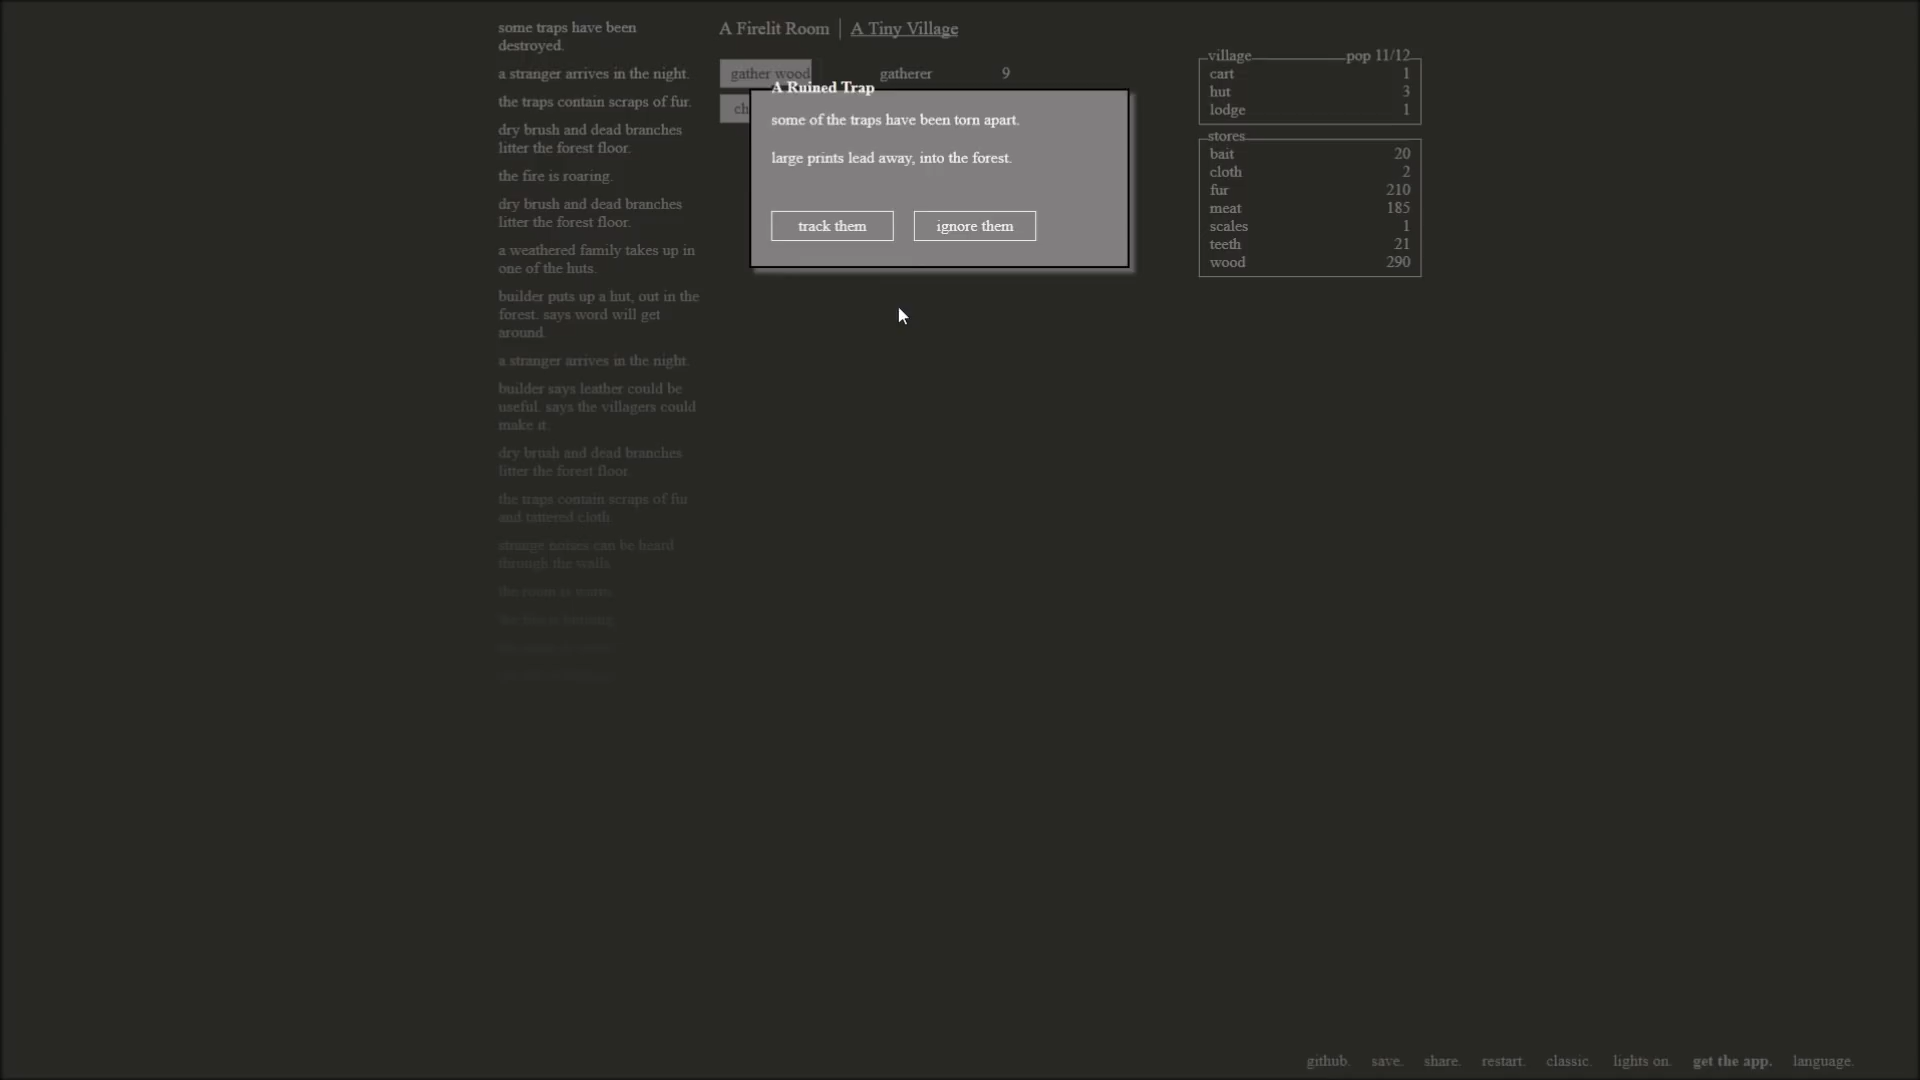 some traps have been
destroyed.
a stranger arrives in the night.
the traps contain scraps of fur.
dry brush and dead branches
litter the forest floor.
the fire is roaring.
dry brush and dead branches
litter the forest floor.
a weathered family takes up in
one of the huts.
builder puts up a hut, out in the
forest. says word will get
around.
a stranger arrives in the night.
builder says leather could be
useful. says the villagers could
make it.
dry brush and dead branches
litter the forest floor.
the traps contain scraps of fur
and tattered cloth.
strange noises can be heard
through the walls.
the room is warm.
A Firelit Room | A Tiny Village
gather wood
gatherer 9
A Ruined Trap
some of the traps have been torn apart.
large prints lead away, into the forest.
track them
ignore them
village pop 11/12
cart 1
hut 3
lodge 1
stores
bait 20
cloth 2
fur 210
meat 185
scales 1
teeth 21
wood 290
github. save. share. restart. classic. lights on. get the app. language.